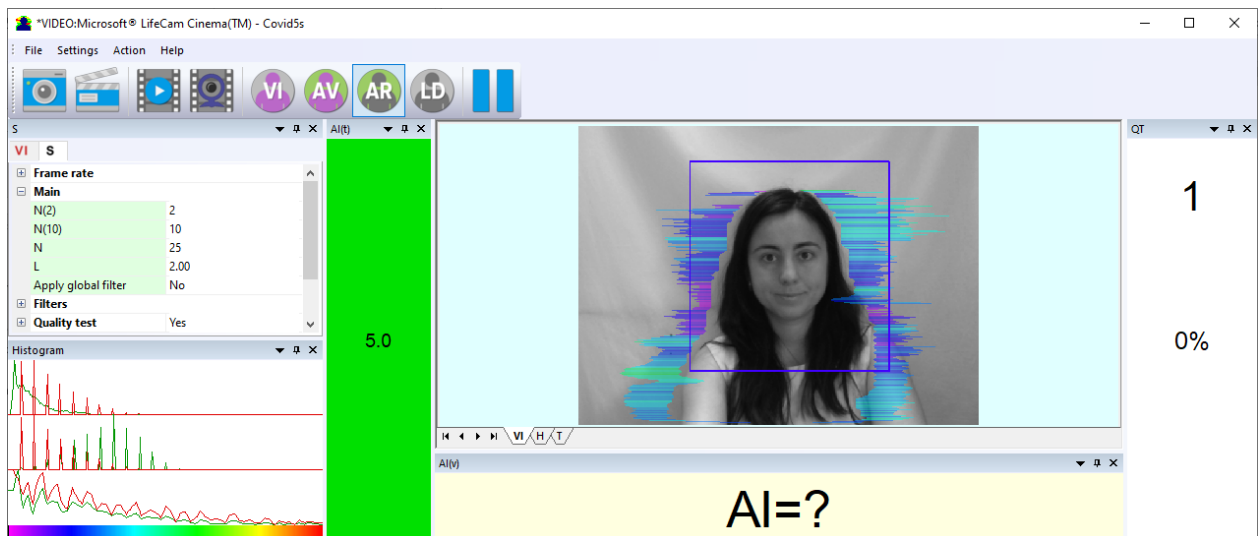 *VIDEO:Microsoft® LifeCam Cinema(TM) - Covid5s
File Settings Action Help
VI AV AR LD
S
VI S
Frame rate
Main
N(2) 2
N(10) 10
N 25
L 2.00
Apply global filter No
Filters
Quality test Yes
Histogram
AI(t)
5.0
VI H T
AI(v)
AI=?
QT
1
0%